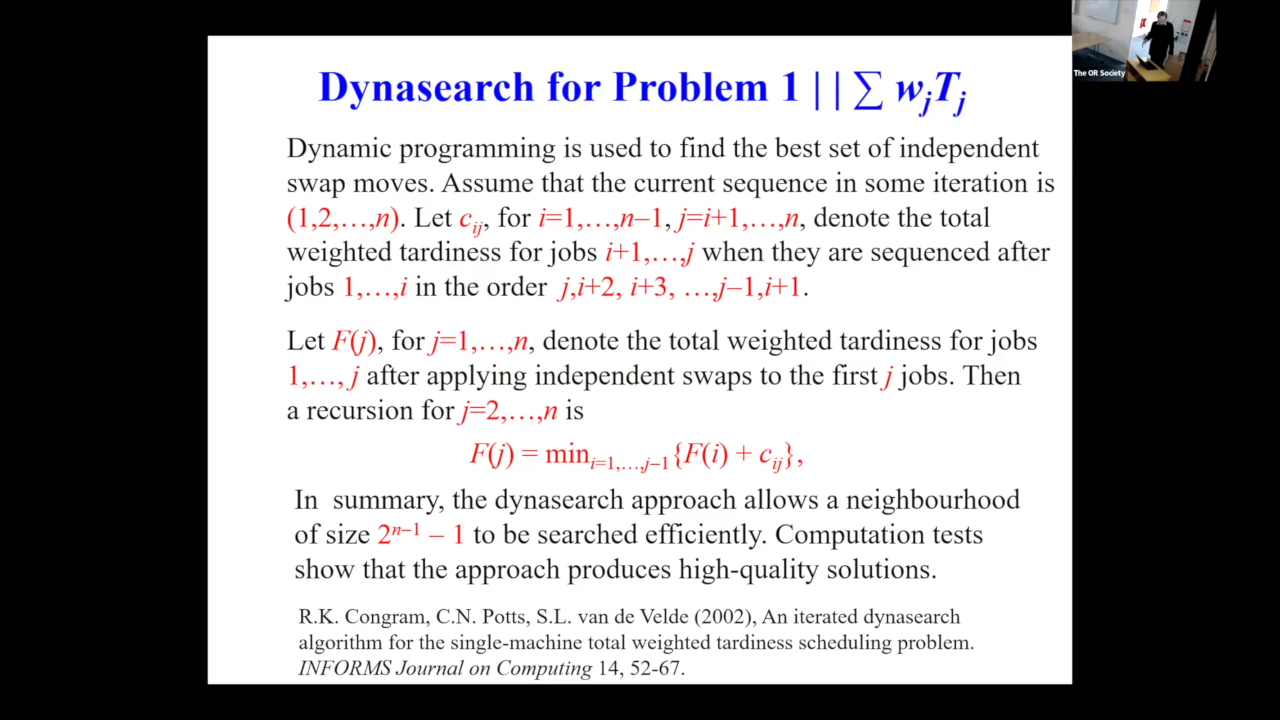 Dynasearch for Problem 1 | | ∑ wjTj
The OR Society
Dynamic programming is used to find the best set of independent
swap moves. Assume that the current sequence in some iteration is
(1,2,…,n). Let cij, for i=1,…,n–1, j=i+1,…,n, denote the total
weighted tardiness for jobs i+1,…,j when they are sequenced after
jobs 1,…,i in the order j,i+2, i+3, …,j–1,i+1.
Let F(j), for j=1,…,n, denote the total weighted tardiness for jobs
1,…, j after applying independent swaps to the first j jobs. Then
a recursion for j=2,…,n is
F(j) = mini=1,…,j–1{F(i) + cij},
In summary, the dynasearch approach allows a neighbourhood
of size 2n–1 – 1 to be searched efficiently. Computation tests
show that the approach produces high-quality solutions.
R.K. Congram, C.N. Potts, S.L. van de Velde (2002), An iterated dynasearch
algorithm for the single-machine total weighted tardiness scheduling problem.
INFORMS Journal on Computing 14, 52-67.